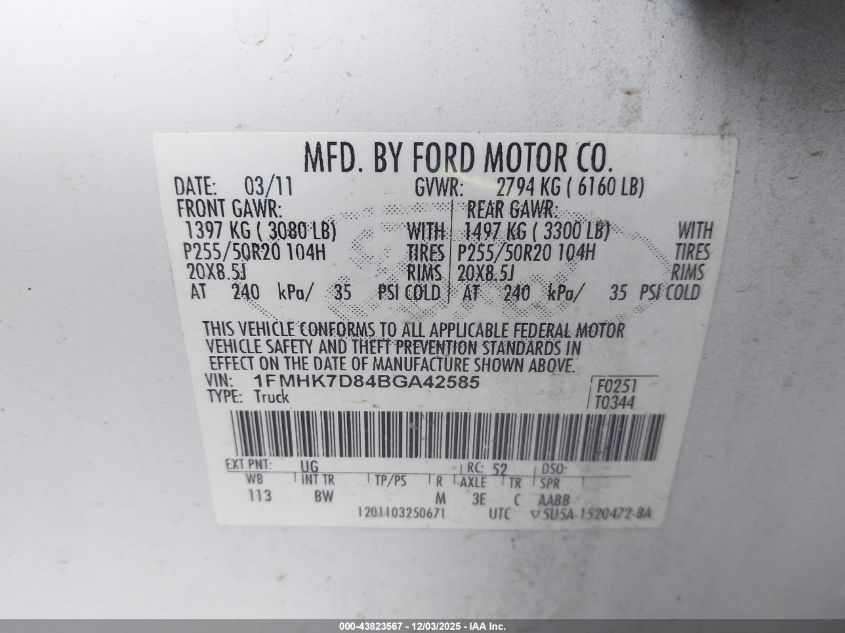 MFD. BY FORD MOTOR CO.
DATE: 03/11 GVWR: 2794 KG ( 6160 LB)
FRONT GAWR: REAR GAWR:
1397 KG ( 3080 LB) WITH 1497 KG ( 3300 LB) WITH
P255/50R20 104H TIRES P255/50R20 104H TIRES
20X8.5J RIMS 20X8.5J RIMS
AT 240 kPa/ 35 PSI COLD AT 240 kPa/ 35 PSI COLD
THIS VEHICLE CONFORMS TO ALL APPLICABLE FEDERAL MOTOR
VEHICLE SAFETY AND THEFT PREVENTION STANDARDS IN
EFFECT ON THE DATE OF MANUFACTURE SHOWN ABOVE.
VIN: 1FMHK7D84BGA42585 F0251
TYPE: Truck T0344
EXT PNT: UG RC: 52 DSO:
WB INT TR TP/PS R AXLE TR SPR
113 BW M 3E C AABB
1201103250671 UTC ▽5U5A-1520472-BA
000-43823567 - 12/03/2025 - IAA Inc.